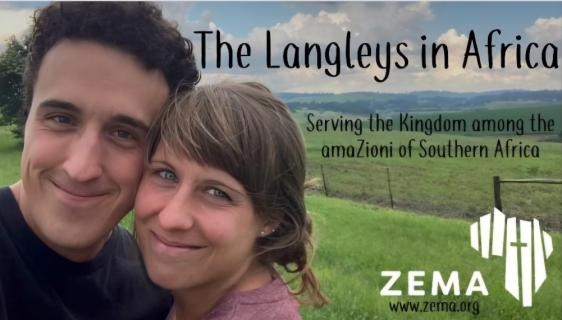 The Langleys in Africa
Serving the Kingdom among the
amaZioni of Southern Africa
ZEMA
www.zema.org